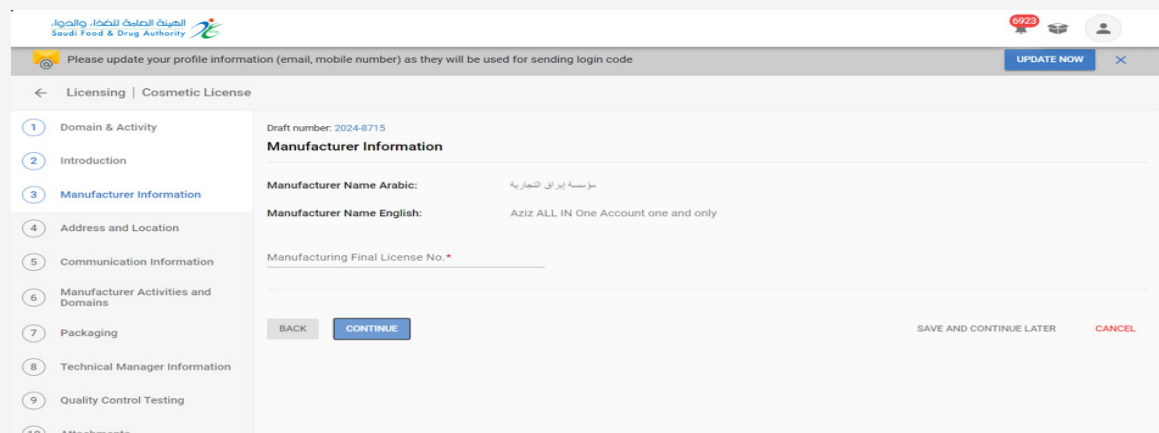 الهيئة العامة للغذاء والدواء
Saudi Food & Drug Authority
6923
Please update your profile information (email, mobile number) as they will be used for sending login code
UPDATE NOW
Licensing | Cosmetic License
1 Domain & Activity
2 Introduction
3 Manufacturer Information
4 Address and Location
5 Communication Information
6 Manufacturer Activities and
Domains
7 Packaging
8 Technical Manager Information
9 Quality Control Testing
10 Attachments
Draft number: 2024-8715
Manufacturer Information
Manufacturer Name Arabic: مؤسسة إبراق التجارية
Manufacturer Name English: Aziz ALL IN One Account one and only
Manufacturing Final License No.*
BACK CONTINUE SAVE AND CONTINUE LATER CANCEL